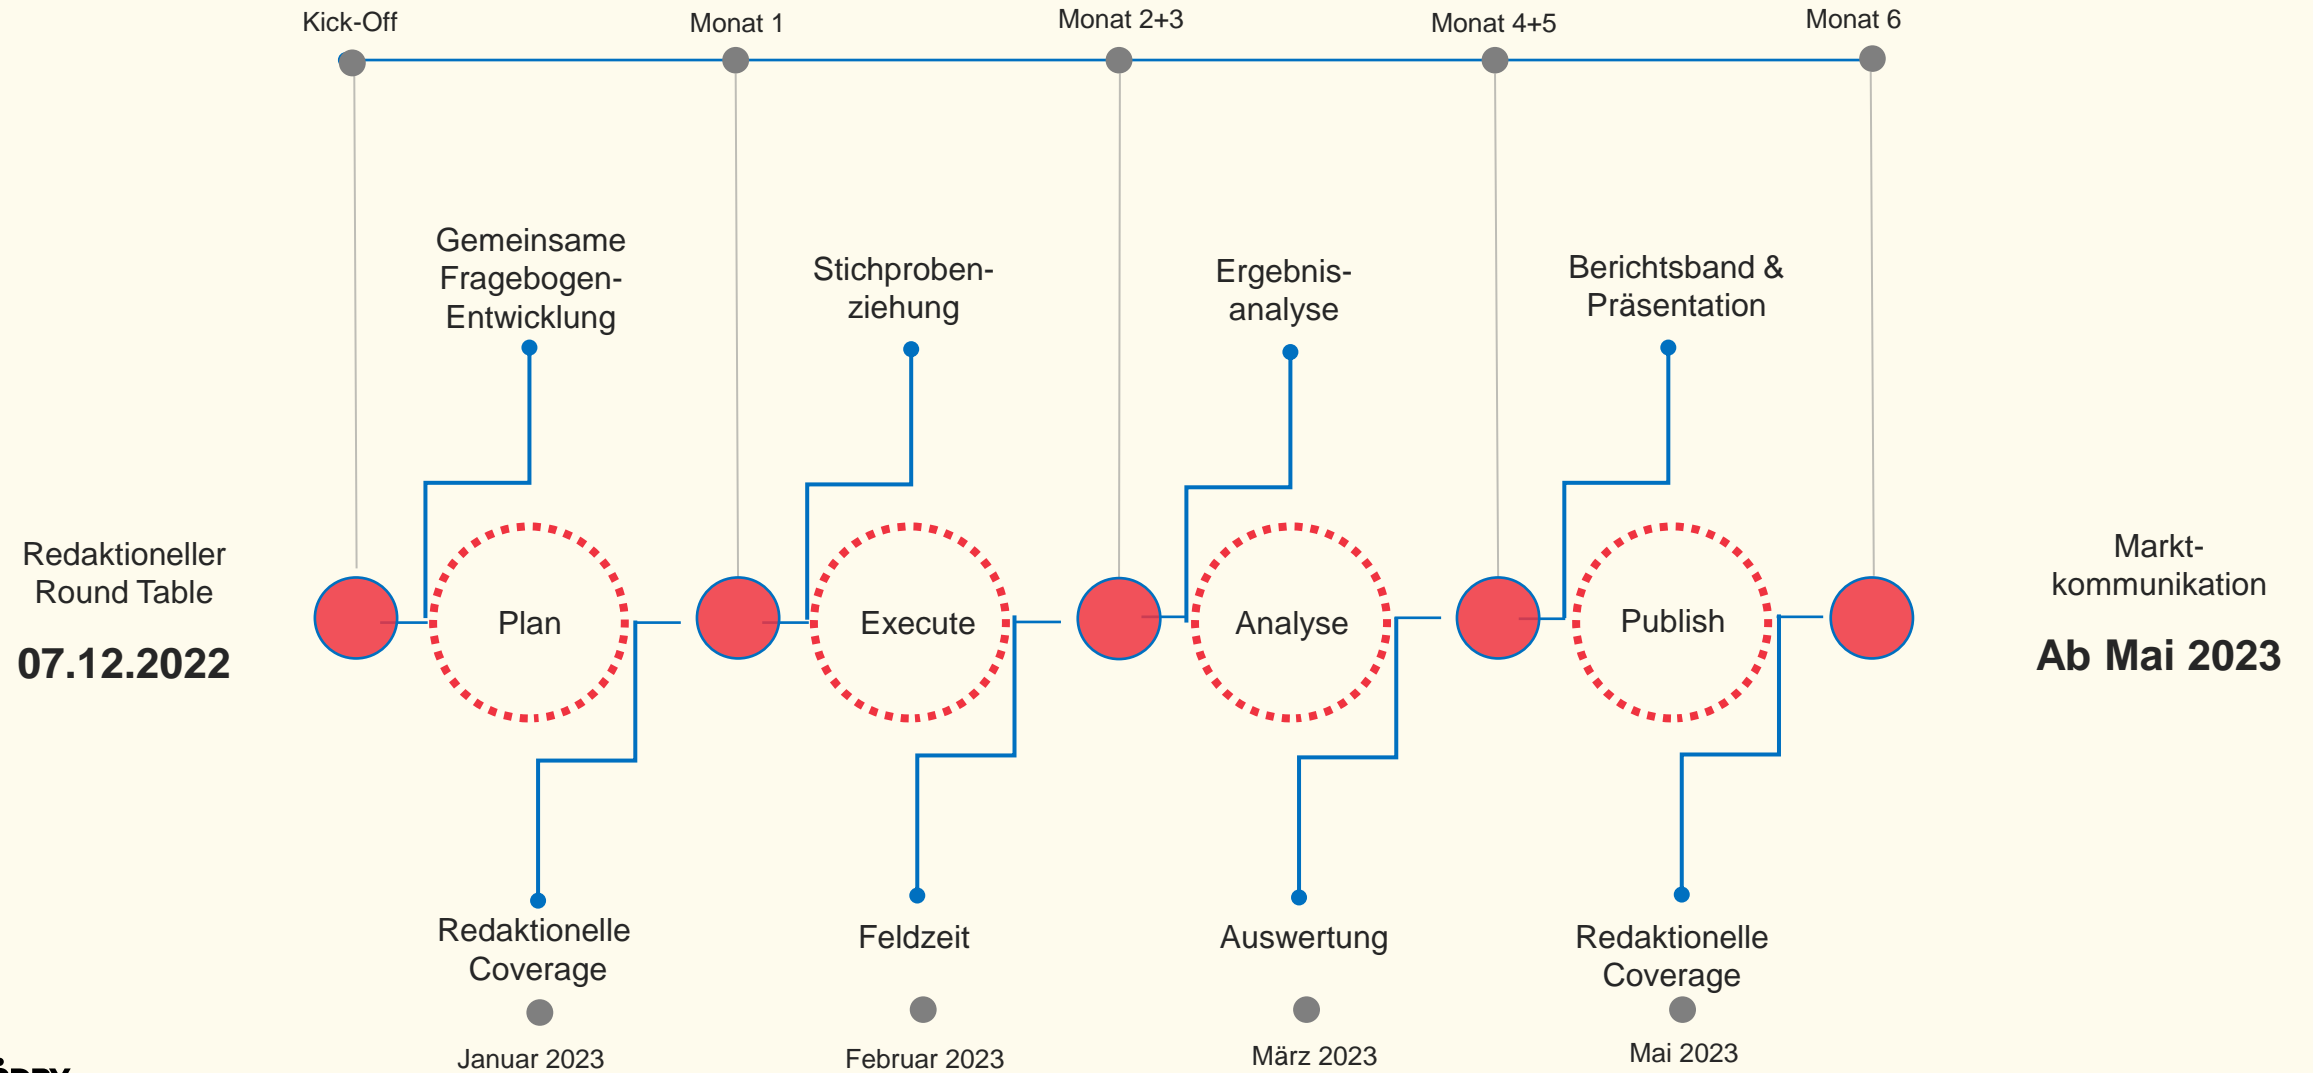 Kick-Off
Monat 1
Monat 2+3
Monat 4+5
Monat 6
Gemeinsame
Fragebogen-
Entwicklung
Stichproben-
ziehung
Ergebnis-
analyse
Berichtsband &
Präsentation
Redaktioneller
Round Table
07.12.2022
Plan
Execute
Analyse
Publish
Markt-
kommunikation
Ab Mai 2023
Redaktionelle
Coverage
Feldzeit
Auswertung
Redaktionelle
Coverage
Januar 2023
Februar 2023
März 2023
Mai 2023